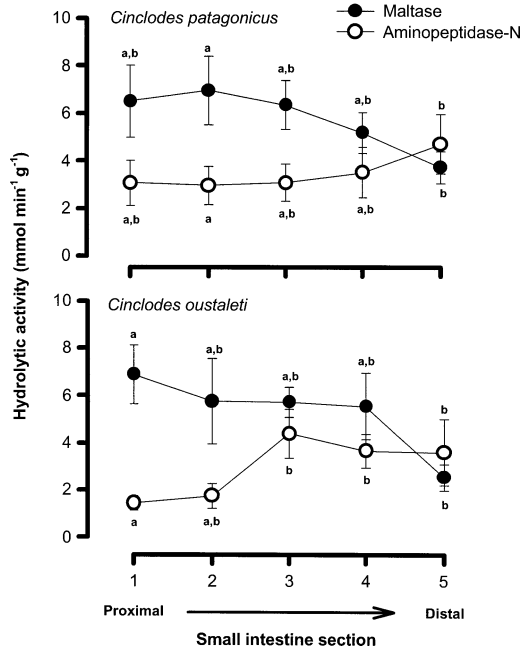 Cinclodes patagonicus
Maltase
Aminopeptidase-N
10
8
6
4
2
0
a,b
a
a,b
a,b
b
a,b
a
a,b
a,b
b
Hydrolytic activity (mmol min⁻¹ g⁻¹)
Cinclodes oustaleti
10
8
6
4
2
0
a
a,b
a,b
a,b
b
a
a,b
b
b
b
1 2 3 4 5
Proximal Distal
Small intestine section